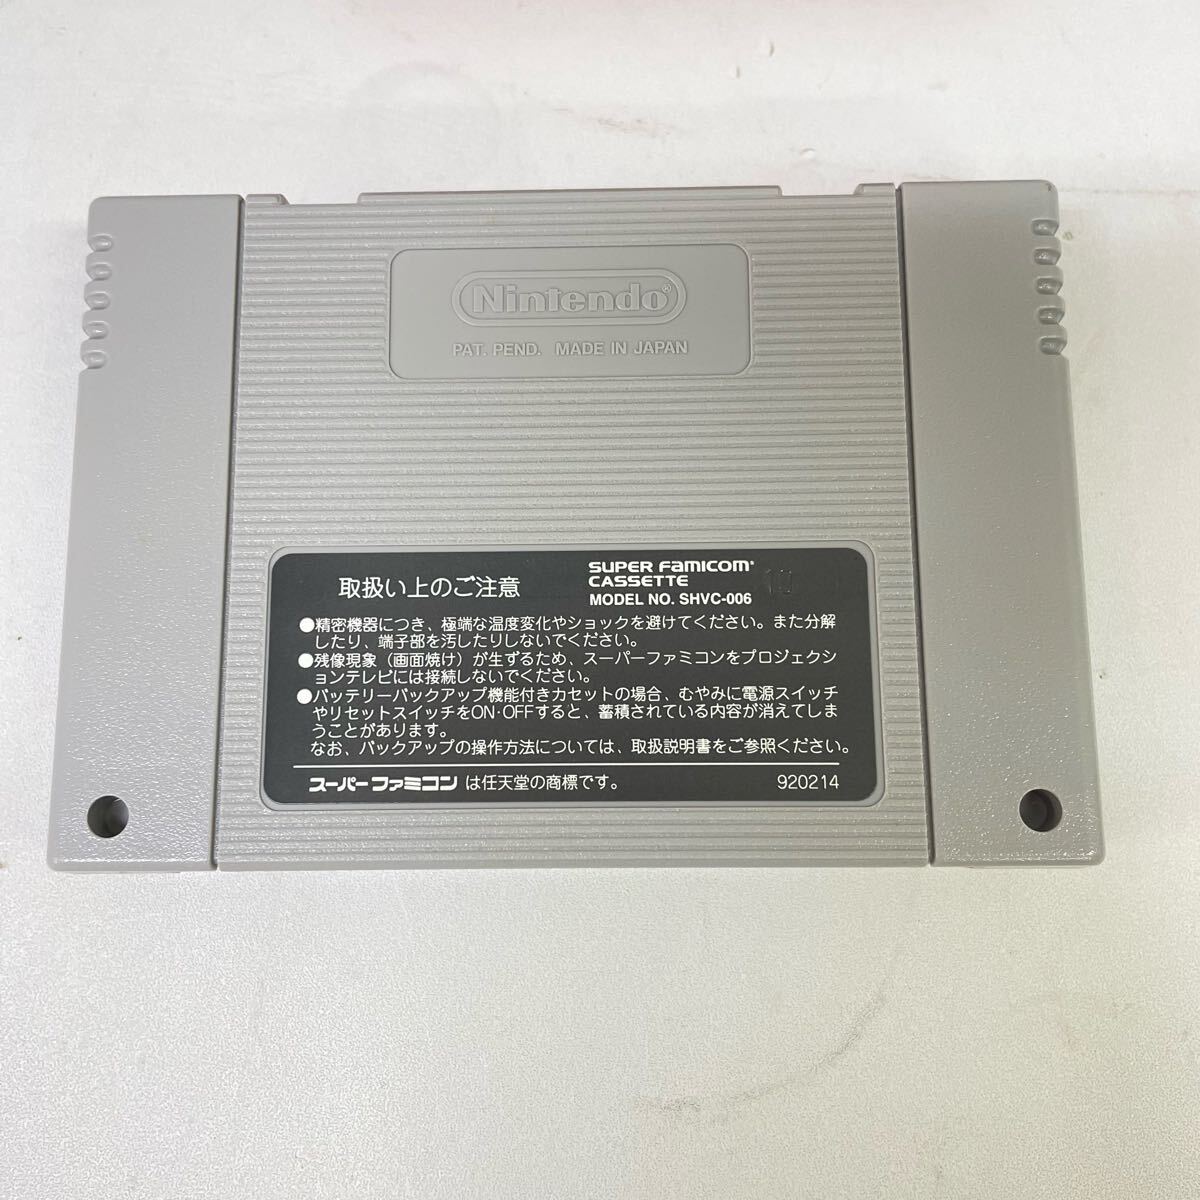 Nintendo®
PAT. PEND. MADE IN JAPAN
取扱い上のご注意
SUPER FAMICOM
CASSETTE
MODEL NO. SHVC-006
10
●精密機器につき、極端な温度変化やショックを避けてください。また分解
したり、端子部を汚したりしないでください。
●残像現象（画面焼け）が生ずるため、スーパーファミコンをプロジェクシ
ョンテレビには接続しないでください。
●バッテリーバックアップ機能付きカセットの場合、むやみに電源スイッチ
やリセットスイッチをON·OFFすると、蓄積されている内容が消えてしま
うことがあります。
なお、バックアップの操作方法については、取扱説明書をご参照ください。
スーパーファミコンは任天堂の商標です。 920214